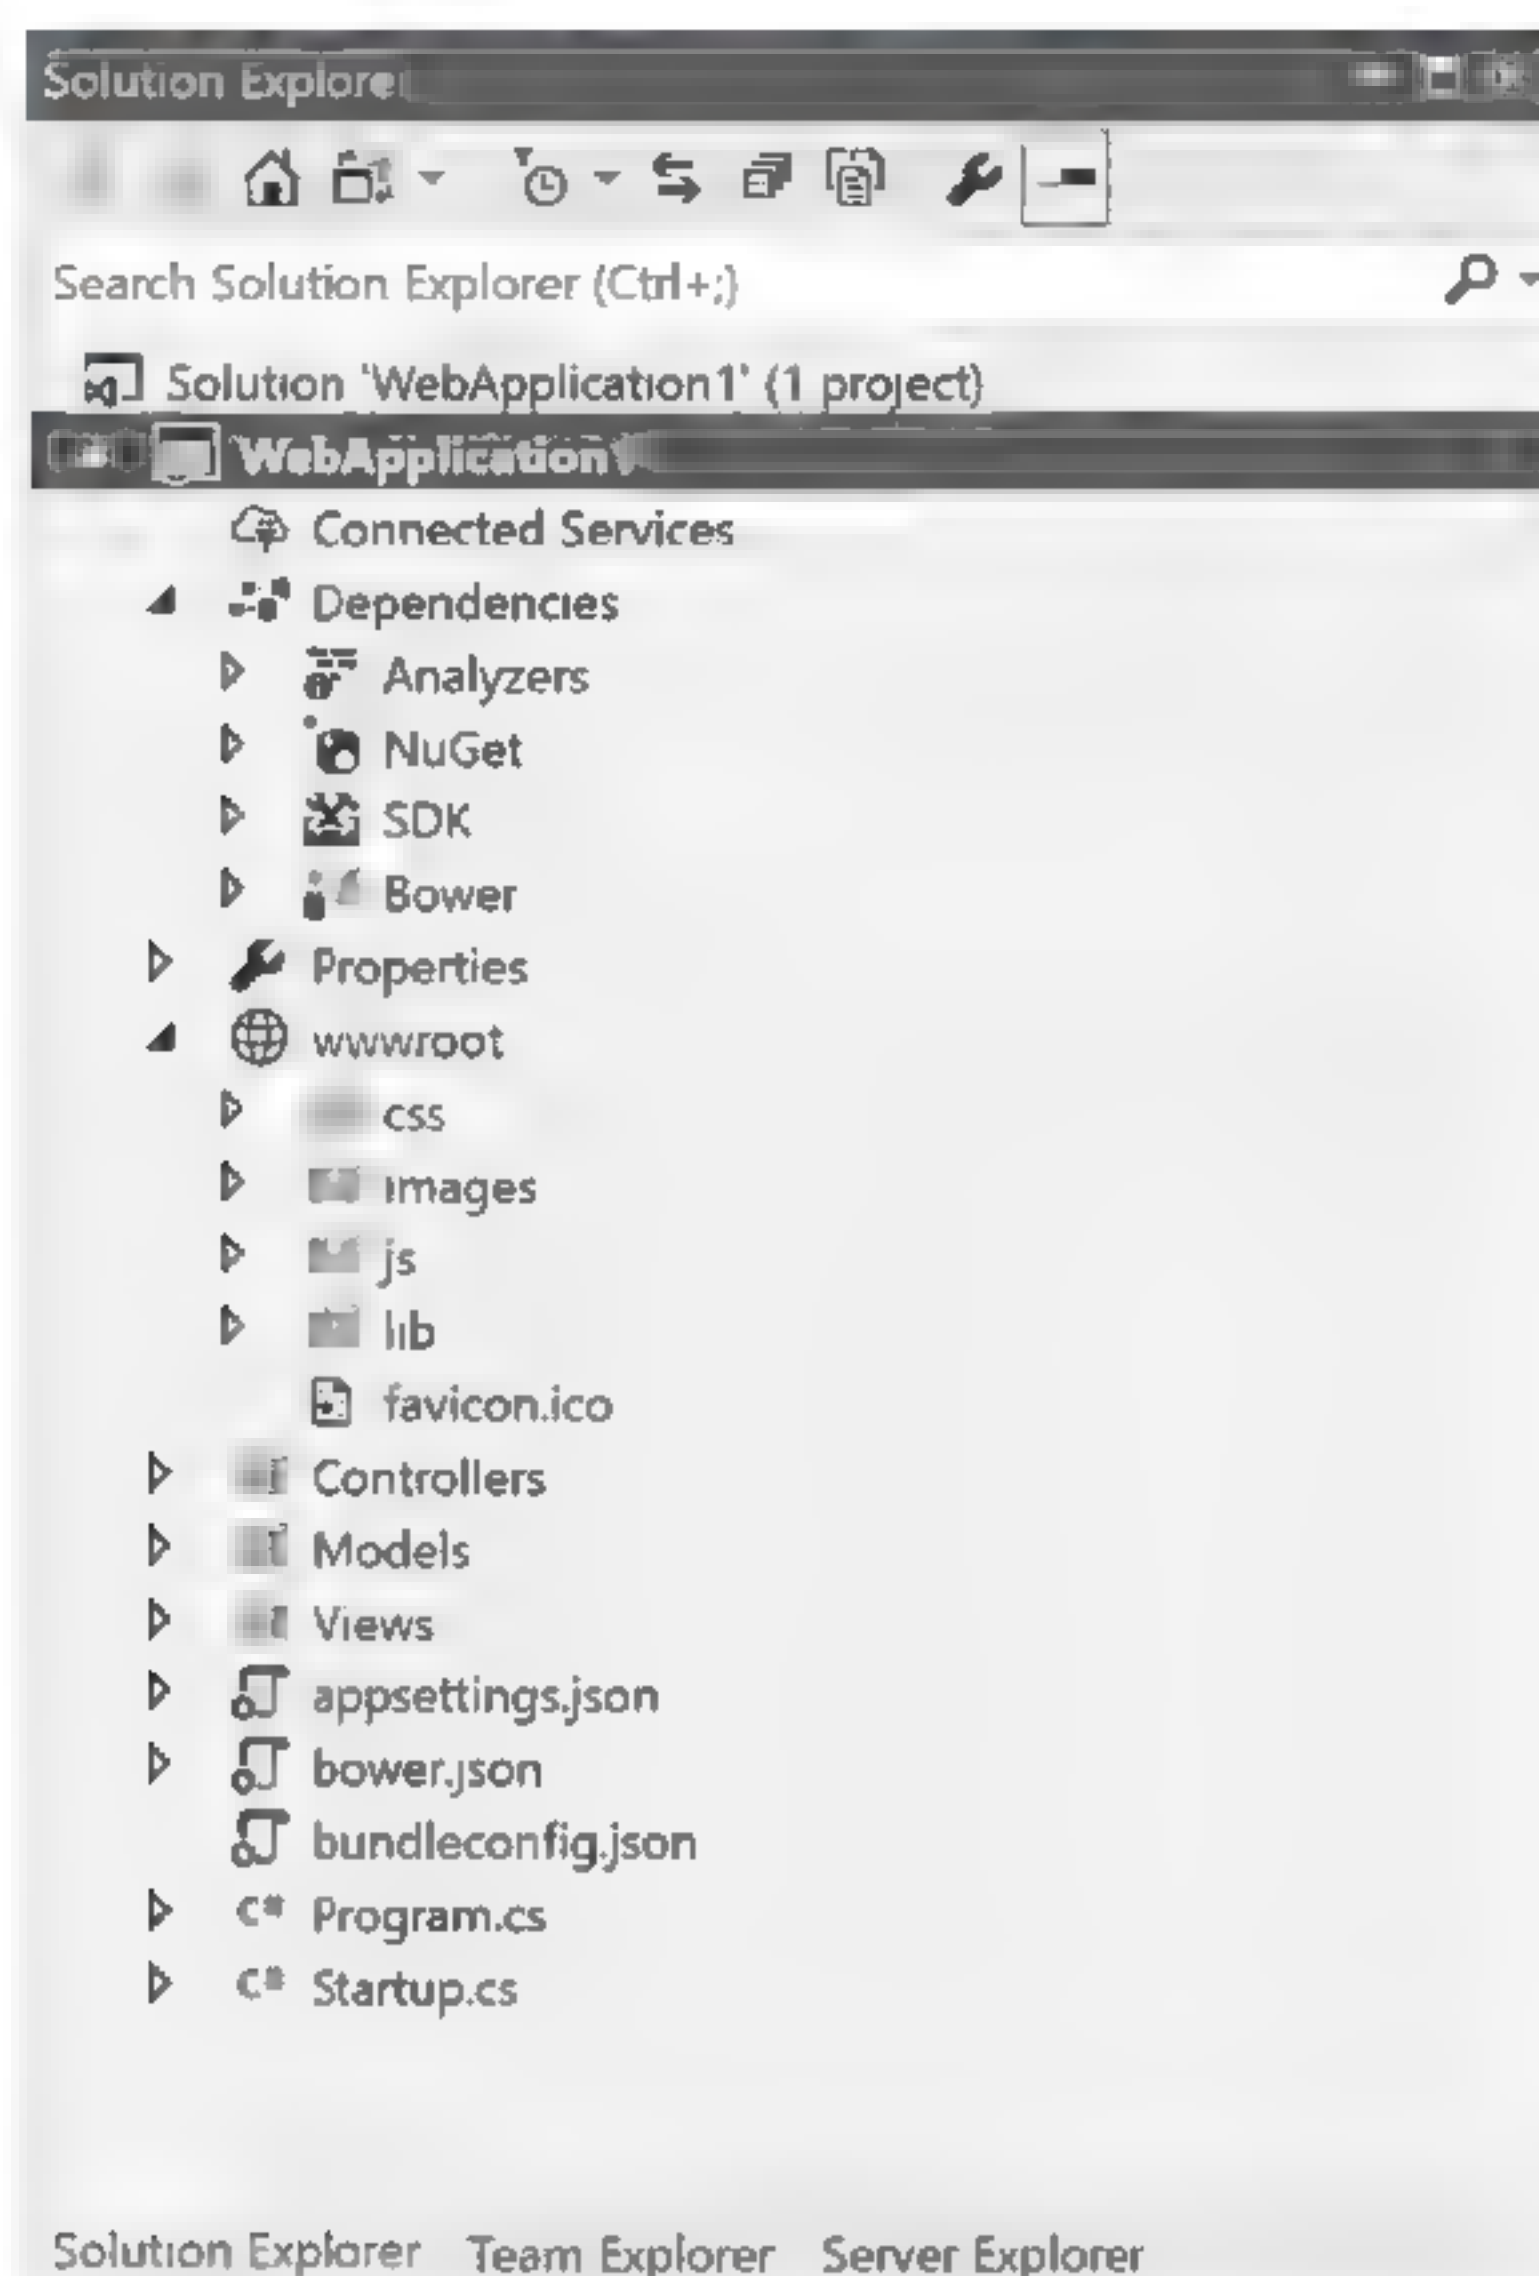 Solution Explorer
Search Solution Explorer (Ctrl+;)
Solution 'WebApplication1' (1 project)
WebApplication1
Connected Services
Dependencies
Analyzers
NuGet
SDK
Bower
Properties
wwwroot
css
images
js
lib
favicon.ico
Controllers
Models
Views
appsettings.json
bower.json
bundleconfig.json
C# Program.cs
C# Startup.cs
Solution Explorer Team Explorer Server Explorer